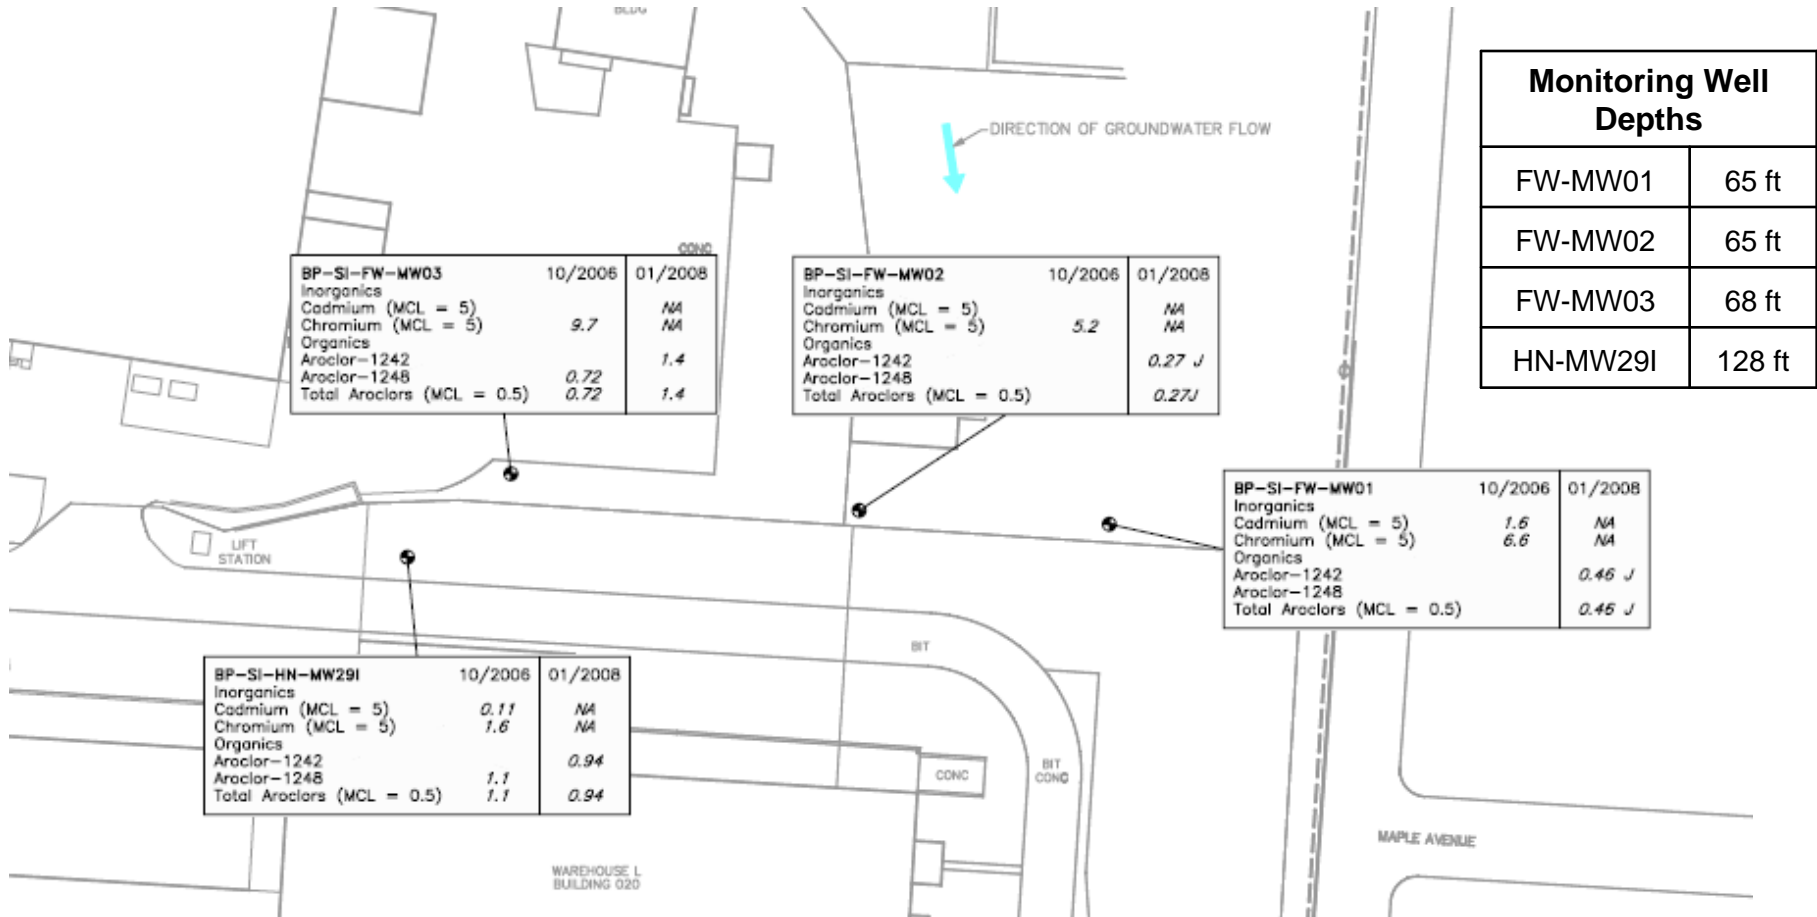 BLDG
DIRECTION OF GROUNDWATER FLOW
Monitoring Well
Depths
FW-MW01 65 ft
FW-MW02 65 ft
FW-MW03 68 ft
HN-MW29I 128 ft
CONC
BP-SI-FW-MW03 10/2006 01/2008
Inorganics
Cadmium (MCL = 5) NA
Chromium (MCL = 5) 9.7 NA
Organics
Aroclor-1242 1.4
Aroclor-1248 0.72
Total Aroclors (MCL = 0.5) 0.72 1.4
BP-SI-FW-MW02 10/2006 01/2008
Inorganics
Cadmium (MCL = 5) NA
Chromium (MCL = 5) 5.2 NA
Organics
Aroclor-1242 0.27 J
Aroclor-1248
Total Aroclors (MCL = 0.5) 0.27J
BP-SI-FW-MW01 10/2006 01/2008
Inorganics
Cadmium (MCL = 5) 1.6 NA
Chromium (MCL = 5) 6.6 NA
Organics
Aroclor-1242 0.46 J
Aroclor-1248
Total Aroclors (MCL = 0.5) 0.46 J
LIFT
STATION
BIT
BP-SI-HN-MW29I 10/2006 01/2008
Inorganics
Cadmium (MCL = 5) 0.11 NA
Chromium (MCL = 5) 1.6 NA
Organics
Aroclor-1242 0.94
Aroclor-1248 1.1
Total Aroclors (MCL = 0.5) 1.1 0.94
CONC
BIT
CONC
MAPLE AVENUE
WAREHOUSE L
BUILDING 020